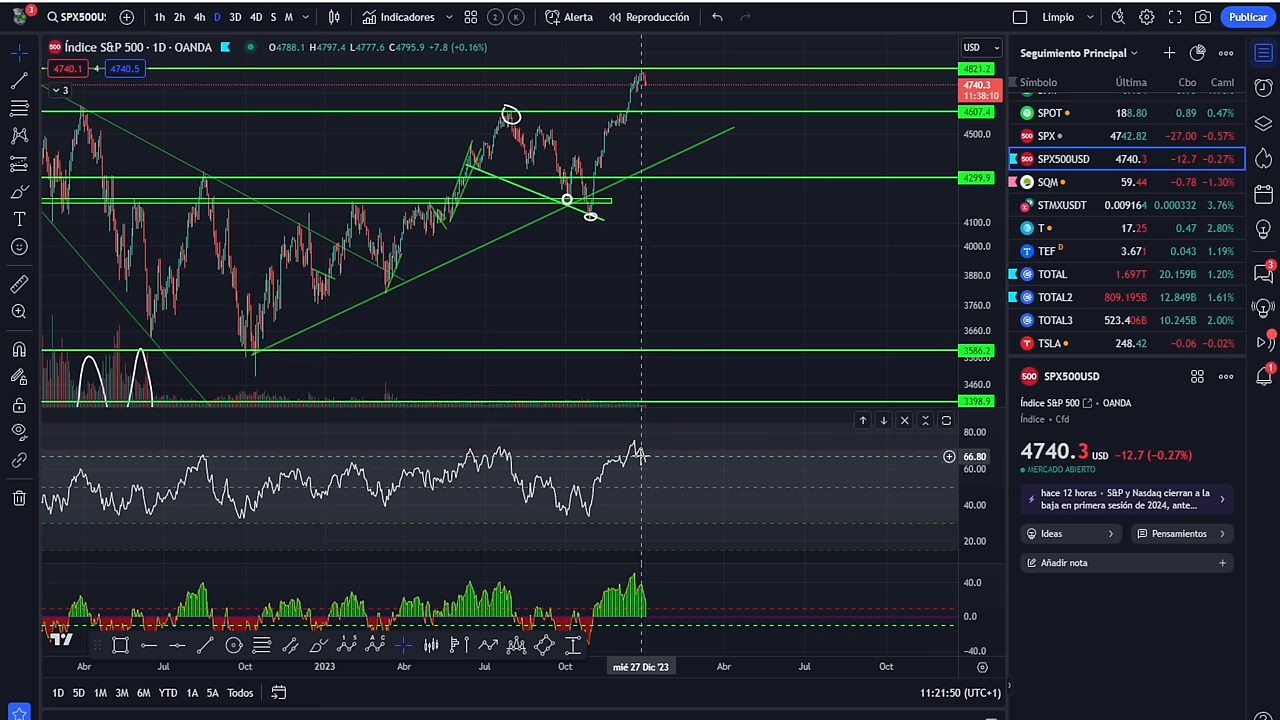 3 SPX500U 1h 2h 4h D 3D 4D S M Indicadores 2 K Alerta Reproducción Limpio Publicar
500 Índice S&P 500 · 1D · OANDA O4788.1 H4797.4 L4777.6 C4795.9 +7.8 (+0.16%)
USD
4740.1 4 4740.5
3
4821.2
4740.3
11:38:10
4607.4
4500.0
4299.9
4100.0
4000.0
3880.0
3760.0
3660.0
3586.2
3460.0
3398.9
80.00
66.80
60.00
40.00
20.00
40.0
0.0
−40.0
Abr Jul Oct 2023 Abr Jul Oct mié 27 Dic '23 Abr Jul Oct
1D 5D 1M 3M 6M YTD 1A 5A Todos 11:21:50 (UTC+1)
Seguimiento Principal
Símbolo Última Cbo Cam
SPOT 188.80 0.89 0.47%
500 SPX 4742.82 −27.00 −0.57%
500 SPX500USD 4740.3 −12.7 −0.27%
SQM 59.44 −0.78 −1.30%
STMXUSDT 0.009164 0.000332 3.76%
T 17.25 0.47 2.80%
TEF D 3.671 0.043 1.19%
TOTAL 1.697T 20.159B 1.20%
TOTAL2 809.195B 12.849B 1.61%
TOTAL3 523.406B 10.245B 2.00%
TSLA 248.42 −0.06 −0.02%
500 SPX500USD
Índice S&P 500 • OANDA
Índice • Cfd
4740.3 USD −12.7 (−0.27%)
MERCADO ABIERTO
hace 12 horas • S&P y Nasdaq cierran a la
baja en primera sesión de 2024, ante...
Ideas Pensamientos
Añadir nota
3
1